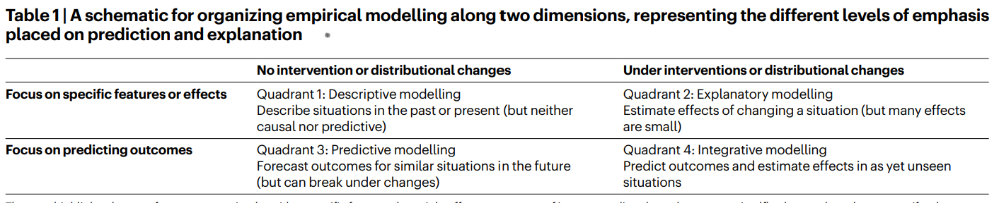 Table 1 | A schematic for organizing empirical modelling along two dimensions, representing the different levels of emphasis
placed on prediction and explanation
No intervention or distributional changes
Under interventions or distributional changes
Focus on specific features or effects
Quadrant 1: Descriptive modelling
Describe situations in the past or present (but neither
causal nor predictive)
Quadrant 2: Explanatory modelling
Estimate effects of changing a situation (but many effects
are small)
Focus on predicting outcomes
Quadrant 3: Predictive modelling
Forecast outcomes for similar situations in the future
(but can break under changes)
Quadrant 4: Integrative modelling
Predict outcomes and estimate effects in as yet unseen
situations